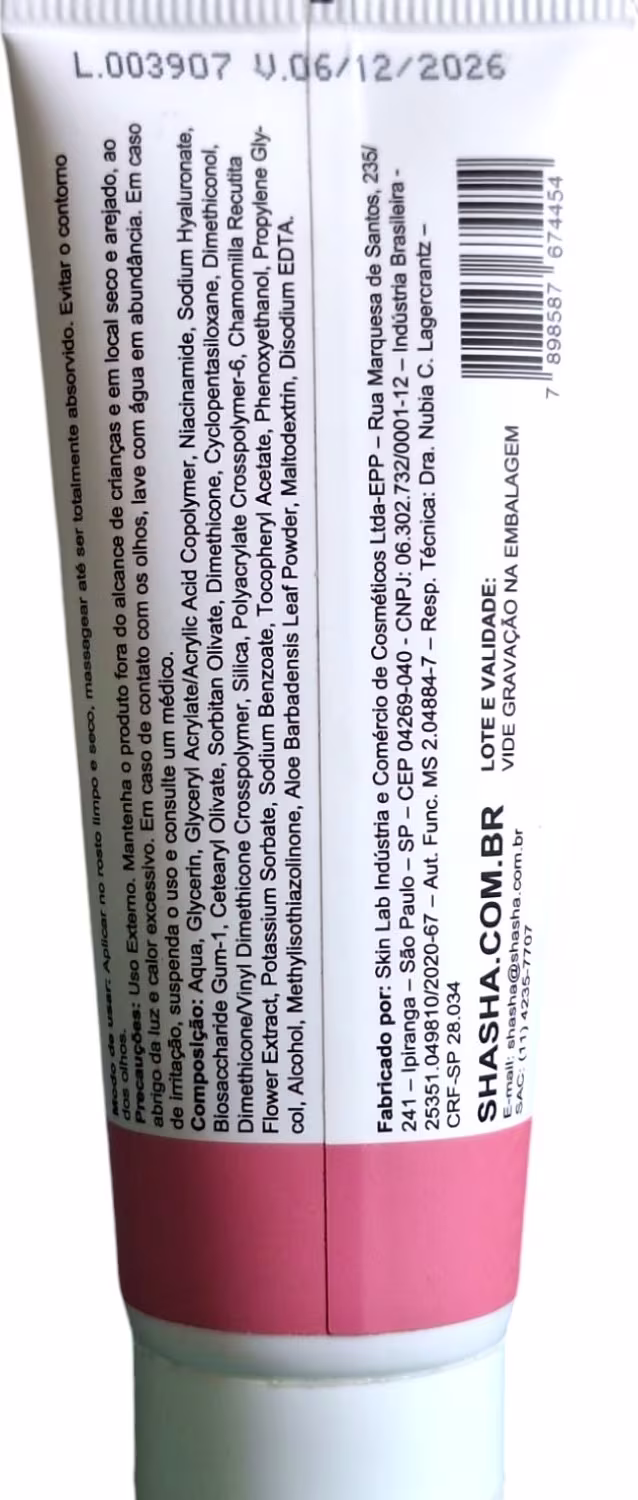 L.003907 V.06/12/2026
Modo de usar: Aplicar no rosto limpo e seco, massagear até ser totalmente absorvido. Evitar o contorno
dos olhos.
Precauções: Uso Externo. Mantenha o produto fora do alcance de crianças e em local seco e arejado, ao
abrigo da luz e calor excessivo. Em caso de contato com os olhos, lave com água em abundância. Em caso
de irritação, suspenda o uso e consulte um médico.
Composição: Aqua, Glycerin, Glyceryl Acrylate/Acrylic Acid Copolymer, Niacinamide, Sodium Hyaluronate,
Biosaccharide Gum-1, Cetearyl Olivate, Sorbitan Olivate, Dimethicone, Cyclopentasiloxane, Dimethiconol,
Dimethicone/Vinyl Dimethicone Crosspolymer, Silica, Polyacrylate Crosspolymer-6, Chamomilla Recutita
Flower Extract, Potassium Sorbate, Sodium Benzoate, Tocopheryl Acetate, Phenoxyethanol, Propylene Gly-
col, Alcohol, Methylisothiazolinone, Aloe Barbadensis Leaf Powder, Maltodextrin, Disodium EDTA.
Fabricado por: Skin Lab Indústria e Comércio de Cosméticos Ltda-EPP – Rua Marquesa de Santos, 235/
241 – Ipiranga – São Paulo – SP – CEP 04269-040 - CNPJ: 06.302.732/0001-12 – Indústria Brasileira -
25351.049810/2020-67 – Aut. Func. MS 2.04884-7 – Resp. Técnica: Dra. Nubia C. Lagercrantz –
CRF-SP 28.034
SHASHA.COM.BR
E-mail: shasha@shasha.com.br
SAC: (11) 4235-7707
LOTE E VALIDADE:
VIDE GRAVAÇÃO NA EMBALAGEM
7 898587 674454